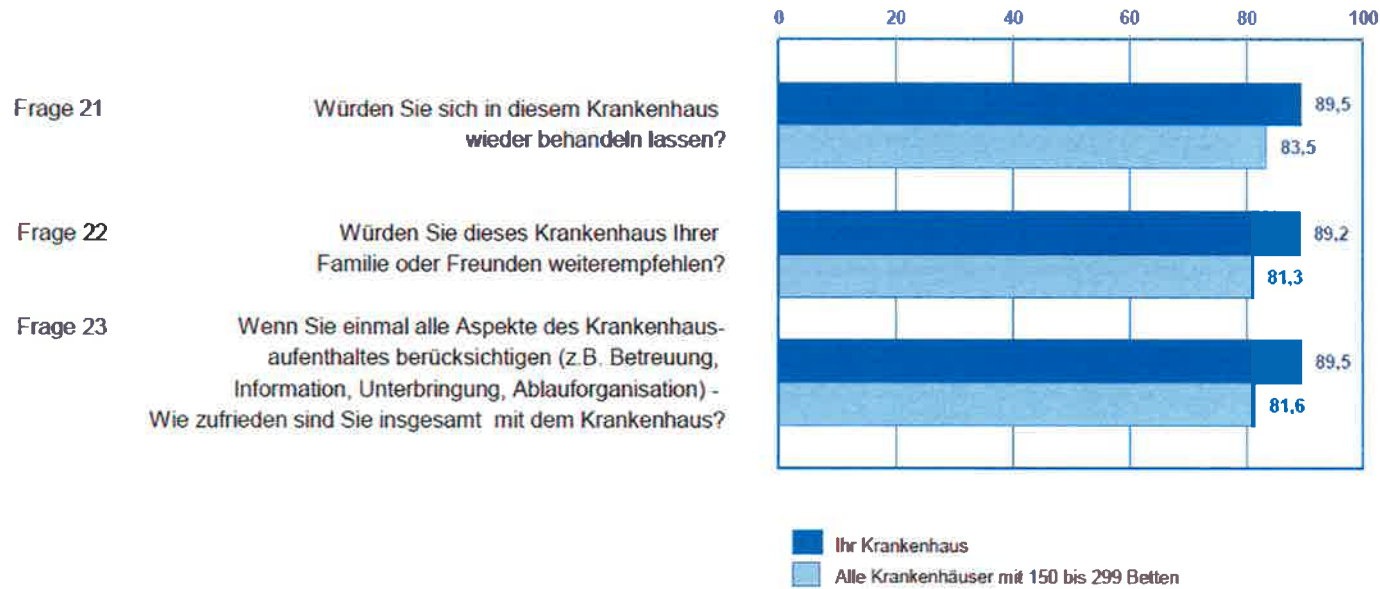 0 20 40 60 80 100
Frage 21
Würden Sie sich in diesem Krankenhaus
wieder behandeln lassen?
89,5
83,5
Frage 22
Würden Sie dieses Krankenhaus Ihrer
Familie oder Freunden weiterempfehlen?
89,2
81,3
Frage 23
Wenn Sie einmal alle Aspekte des Krankenhaus-
aufenthaltes berücksichtigen (z.B. Betreuung,
Information, Unterbringung, Ablauforganisation) -
Wie zufrieden sind Sie insgesamt mit dem Krankenhaus?
89,5
81,6
Ihr Krankenhaus
Alle Krankenhäuser mit 150 bis 299 Betten